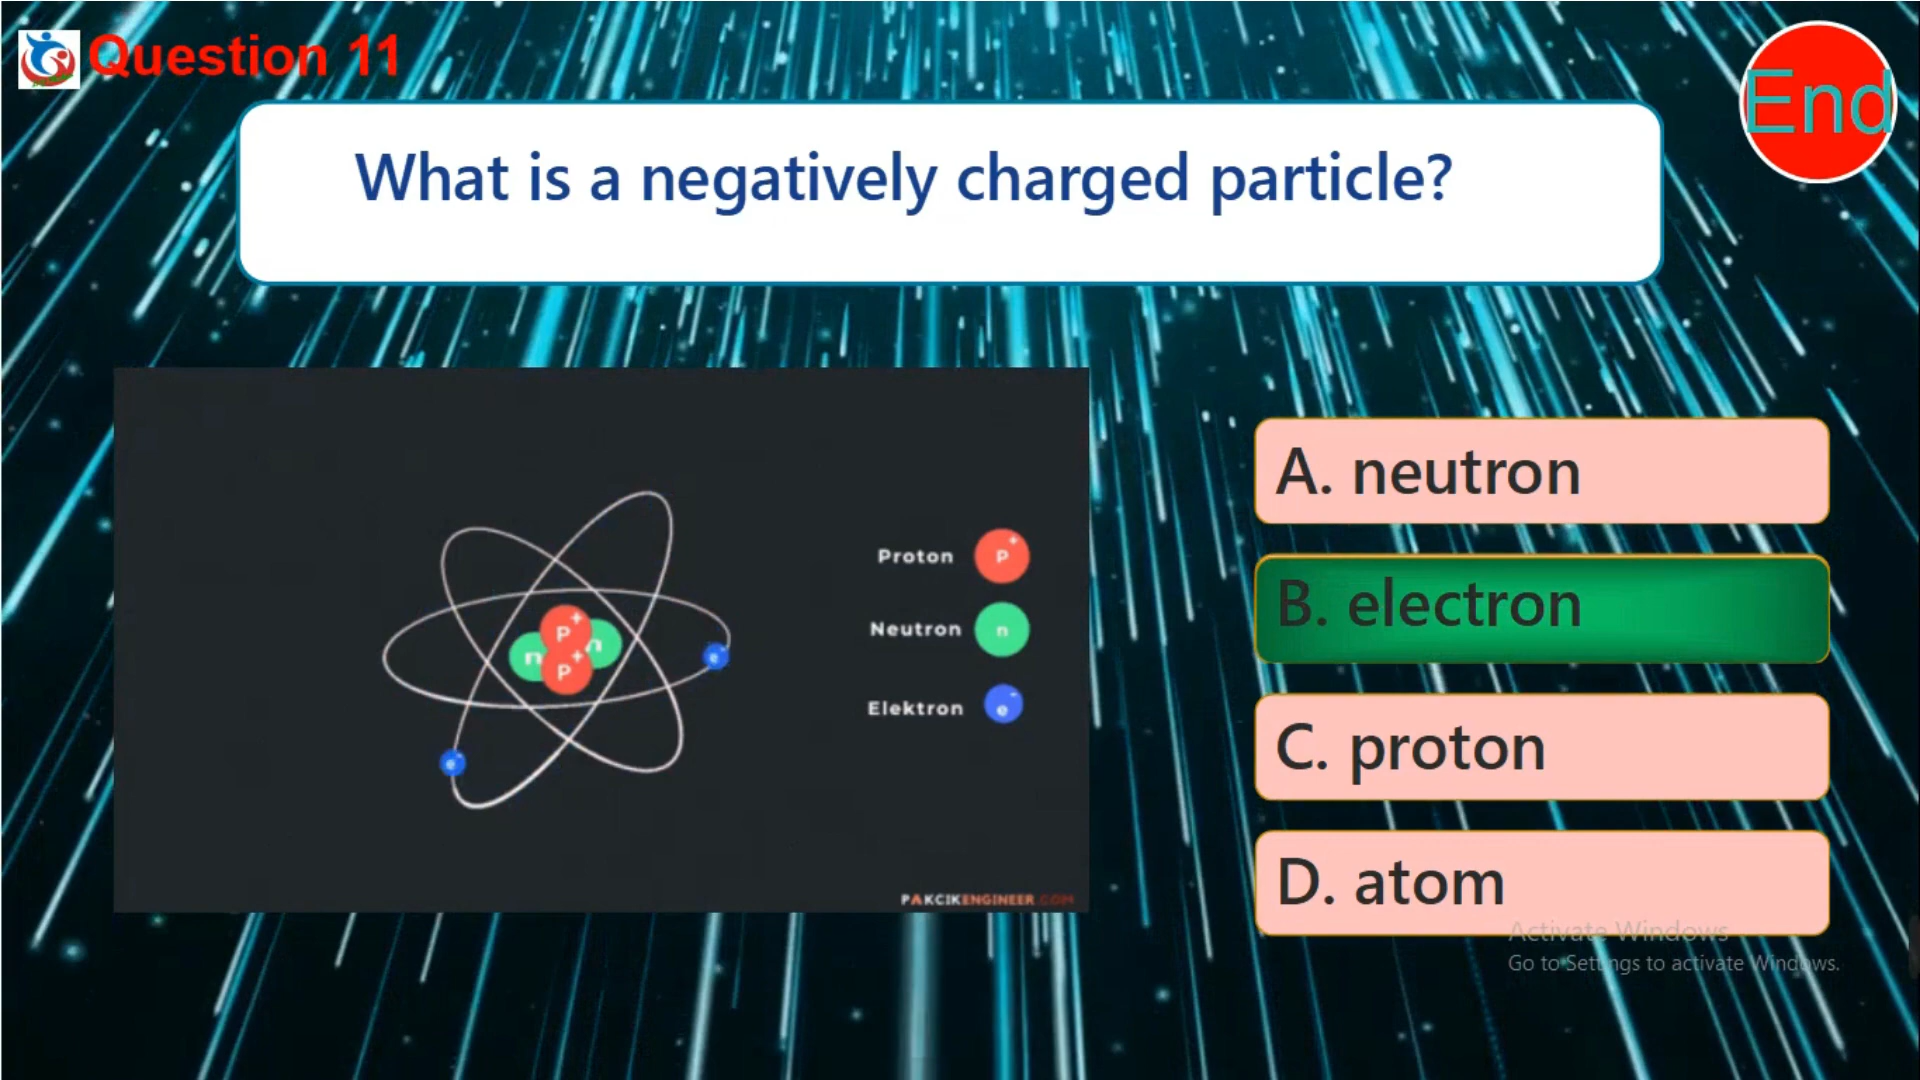 Question 11
End
What is a negatively charged particle?
Proton P+
Neutron n
Elektron e-
P+
n n
P+
e-
e-
PAKCIKENGINEER.COM
A. neutron
B. electron
C. proton
D. atom
Activate Windows
Go to Settings to activate Windows.